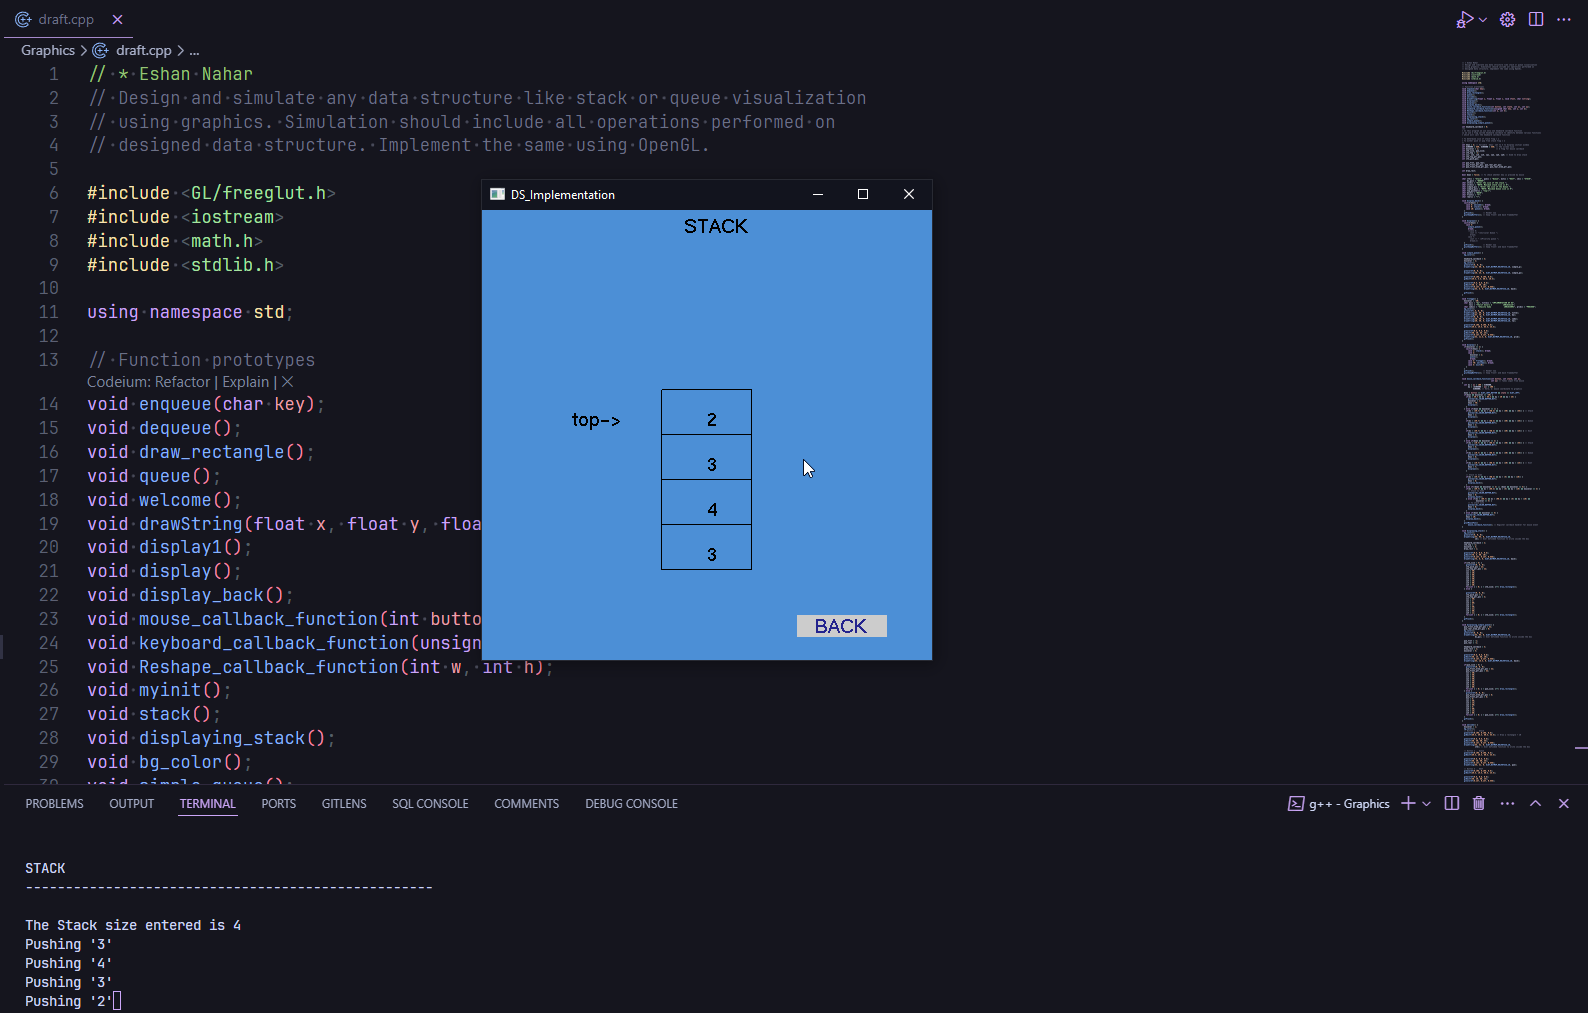 draft.cpp
Graphics > draft.cpp > ...
1 // * Eshan Nahar
2 // Design and simulate any data structure like stack or queue visualization
3 // using graphics. Simulation should include all operations performed on
4 // designed data structure. Implement the same using OpenGL.
5
6 #include <GL/freeglut.h>
7 #include <iostream>
8 #include <math.h>
9 #include <stdlib.h>
10
11 using namespace std;
12
13 // Function prototypes
Codeium: Refactor | Explain | X
14 void enqueue(char key);
15 void dequeue();
16 void draw_rectangle();
17 void queue();
18 void welcome();
19 void drawString(float x, float y, floa
20 void display1();
21 void display();
22 void display_back();
23 void mouse_callback_function(int butto
24 void keyboard_callback_function(unsign
25 void Reshape_callback_function(int w, int h);
26 void myinit();
27 void stack();
28 void displaying_stack();
29 void bg_color();
DS_Implementation
STACK
top-> 2
3
4
3
BACK
PROBLEMS OUTPUT TERMINAL PORTS GITLENS SQL CONSOLE COMMENTS DEBUG CONSOLE
g++ - Graphics
STACK
---------------------------------------------------
The Stack size entered is 4
Pushing '3'
Pushing '4'
Pushing '3'
Pushing '2'